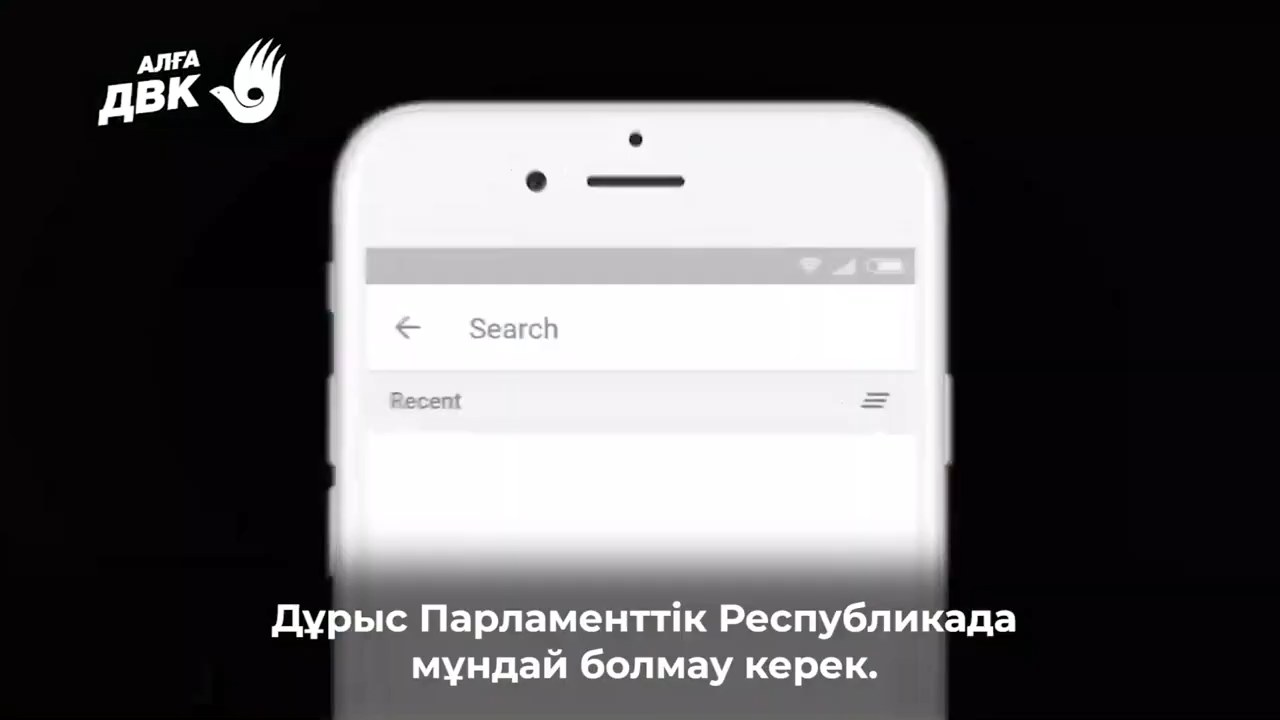 АЛҒА
ДВК
Search
Recent
Дұрыс Парламенттік Республикада
мұндай болмау керек.